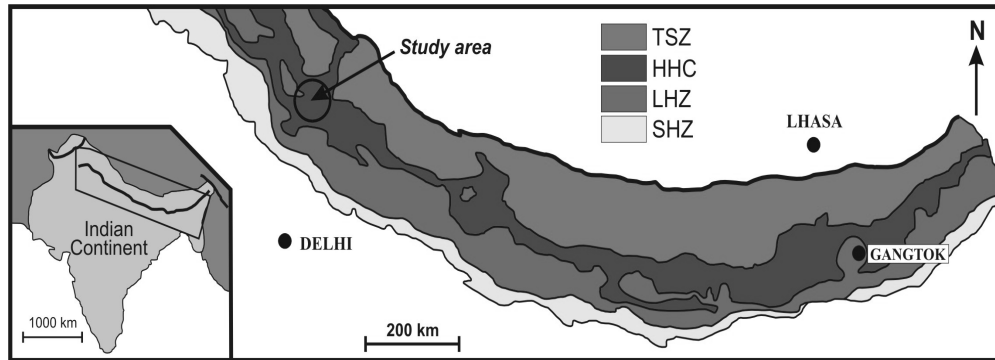 Study area
TSZ
HHC
LHZ
SHZ
N
LHASA
Indian
Continent
DELHI
GANGTOK
1000 km
200 km